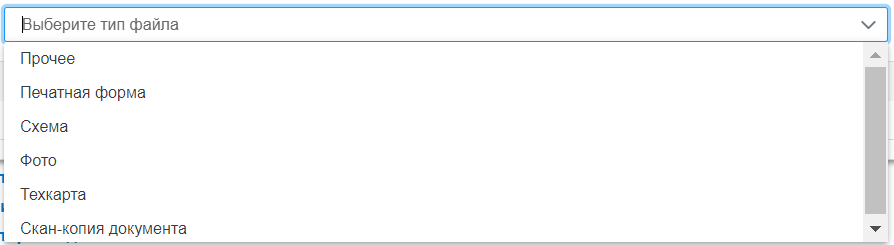 Выберите тип файла
Прочее
Печатная форма
Схема
Фото
Техкарта
Скан-копия документа